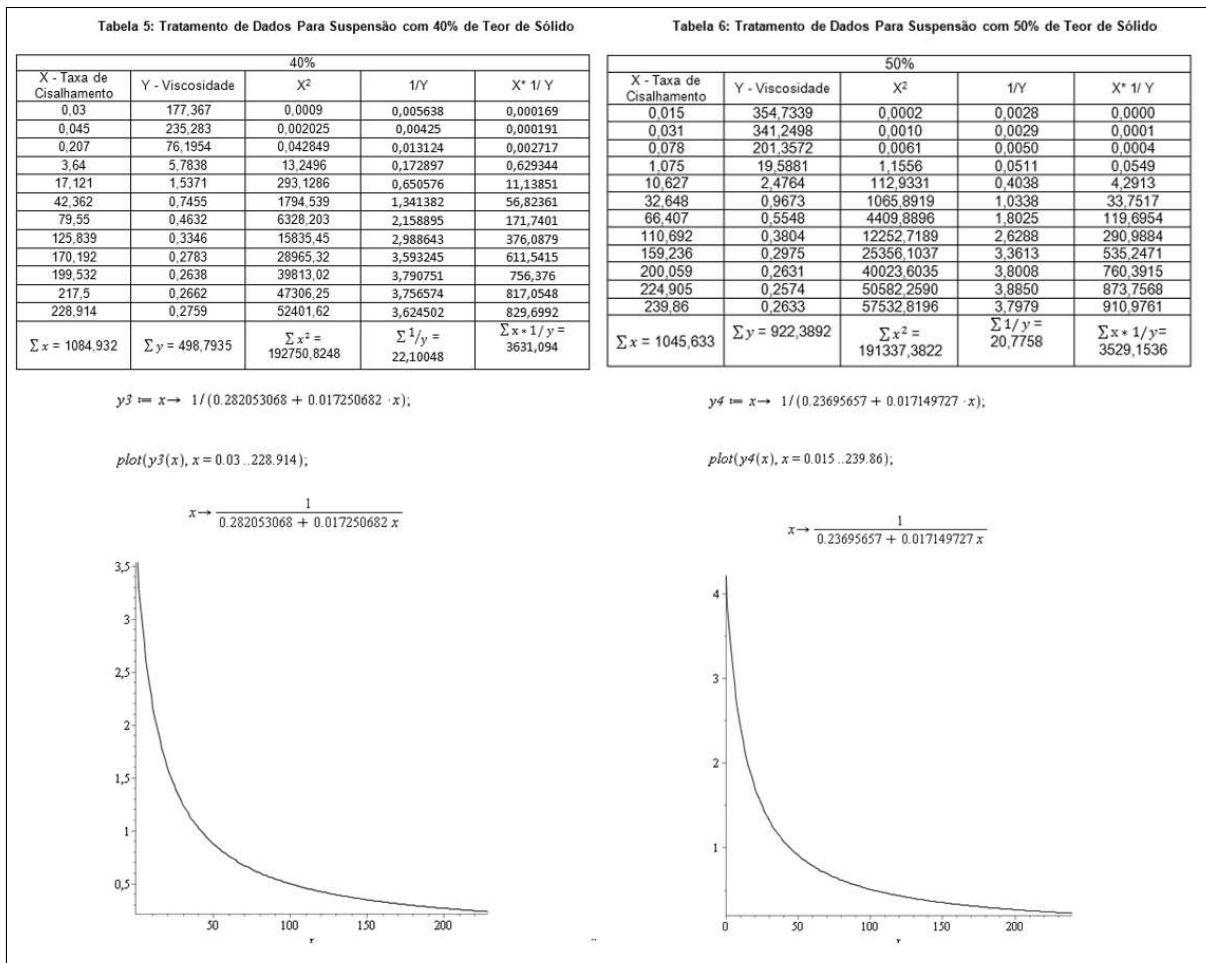 Tabela 5: Tratamento de Dados Para Suspensão com 40% de Teor de Sólido
40%
X - Taxa de Cisalhamento Y - Viscosidade X² 1/Y X* 1/ Y
0,03 177,367 0,0009 0,005638 0,000169
0,045 235,283 0,002025 0,00425 0,000191
0,207 76,1954 0,042849 0,013124 0,002717
3,64 5,7838 13,2496 0,172897 0,629344
17,121 1,5371 293,1286 0,650576 11,13851
42,362 0,7455 1794,539 1,341382 56,82361
79,55 0,4632 6328,203 2,158895 171,7401
125,839 0,3346 15835,45 2,988643 376,0879
170,192 0,2783 28965,32 3,593245 611,5415
199,532 0,2638 39813,02 3,790751 756,376
217,5 0,2662 47306,25 3,756574 817,0548
228,914 0,2759 52401,62 3,624502 829,6992
∑x = 1084,932 ∑y = 498,7935 ∑x² = 192750,8248 ∑1/y = 22,10048 ∑x * 1/y = 3631,094
y3 := x→ 1/(0.282053068 + 0.017250682 ·x);
plot(y3(x), x = 0.03 ..228.914);
x→ 1 / 0.282053068 + 0.017250682 x
3,5
3
2,5
2
1,5
1
0,5
50 100 150 200
x
Tabela 6: Tratamento de Dados Para Suspensão com 50% de Teor de Sólido
50%
X - Taxa de Cisalhamento Y - Viscosidade X² 1/Y X* 1/ Y
0,015 354,7339 0,0002 0,0028 0,0000
0,031 341,2498 0,0010 0,0029 0,0001
0,078 201,3572 0,0061 0,0050 0,0004
1,075 19,5881 1,1556 0,0511 0,0549
10,627 2,4764 112,9331 0,4038 4,2913
32,648 0,9673 1065,8919 1,0338 33,7517
66,407 0,5548 4409,8896 1,8025 119,6954
110,692 0,3804 12252,7189 2,6288 290,9884
159,236 0,2975 25356,1037 3,3613 535,2471
200,059 0,2631 40023,6035 3,8008 760,3915
224,905 0,2574 50582,2590 3,8850 873,7568
239,86 0,2633 57532,8196 3,7979 910,9761
∑x = 1045,633 ∑y = 922,3892 ∑x² = 191337,3822 ∑1/y = 20,7758 ∑x * 1/y= 3529,1536
y4 := x→ 1/(0.23695657 + 0.017149727 ·x);
plot(y4(x), x = 0.015 ..239.86);
x→ 1 / 0.23695657 + 0.017149727 x
4
3
2
1
0 50 100 150 200
x